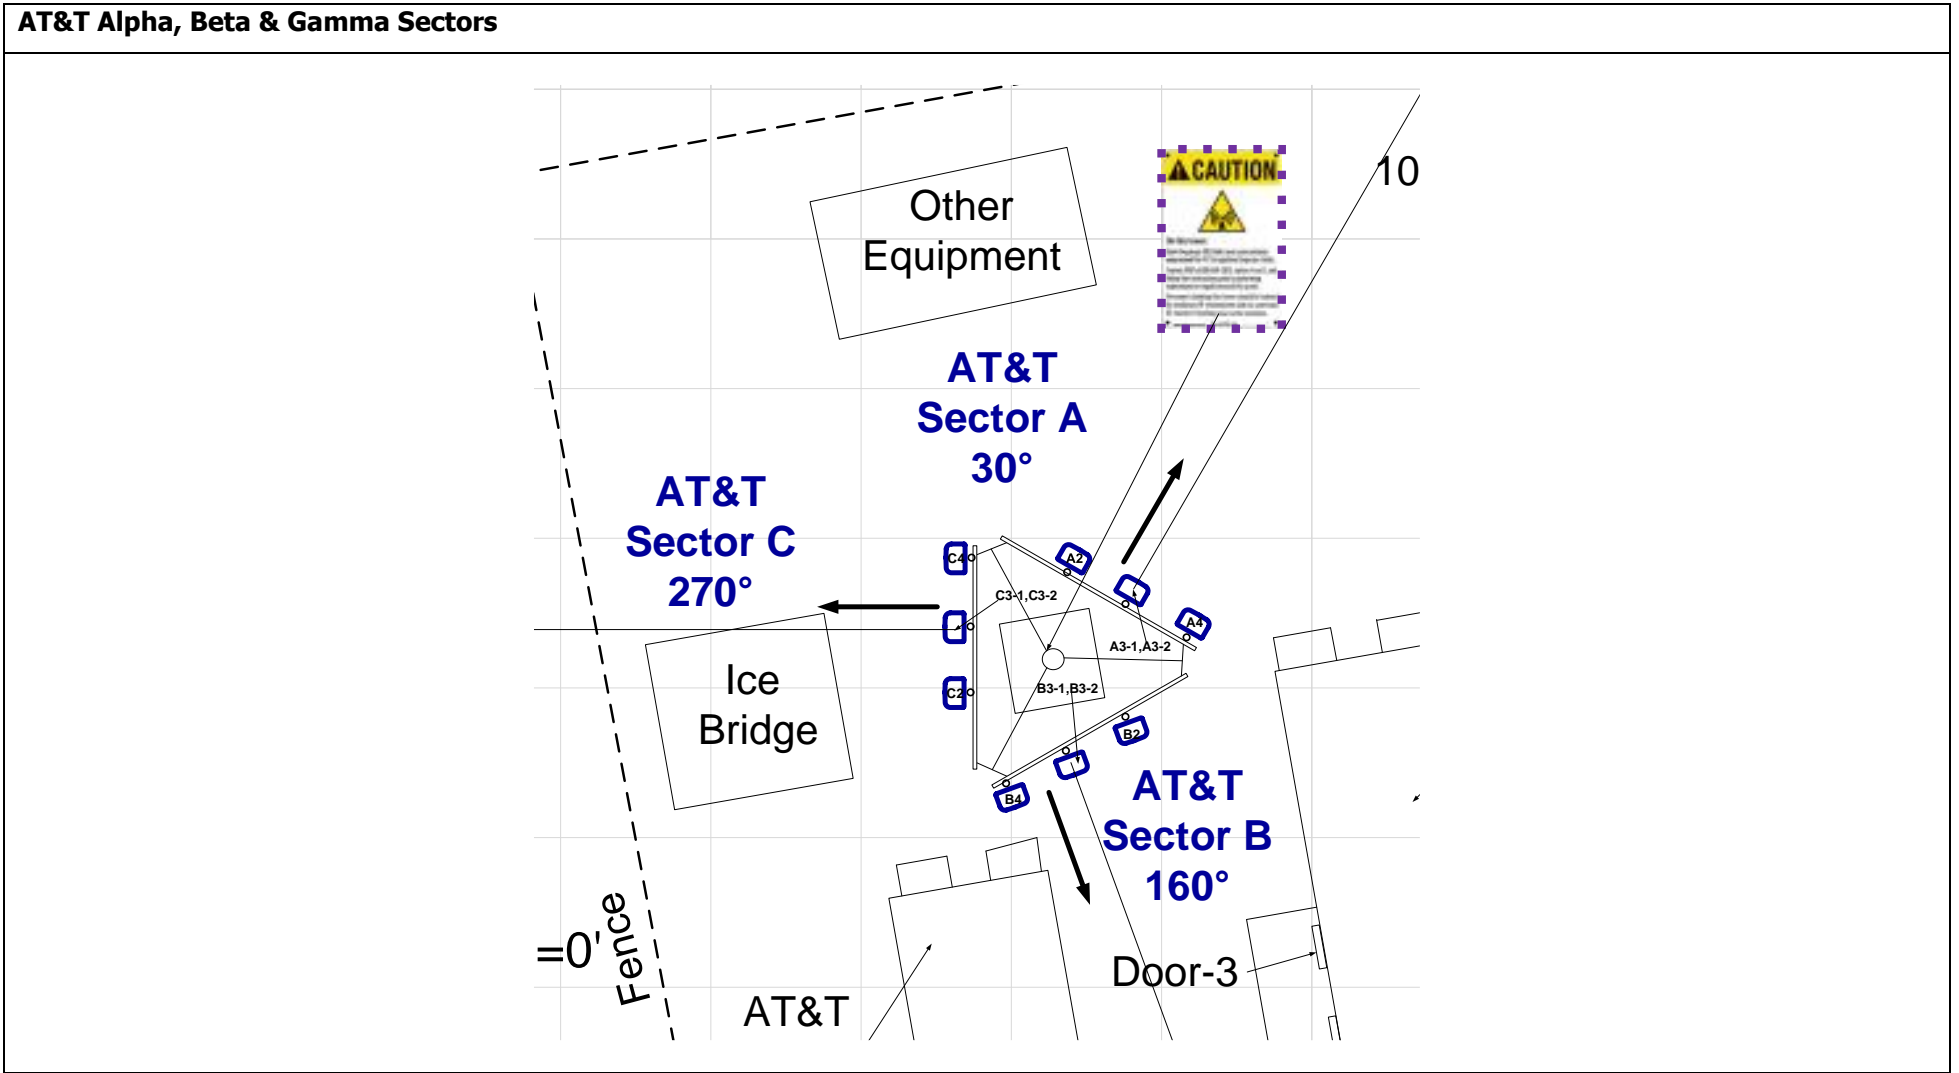 AT&T Alpha, Beta & Gamma Sectors
10
CAUTION
Other
Equipment
AT&T
Sector A
30°
AT&T
Sector C
270°
C4
A2
C3-1,C3-2
A4
A3-1,A3-2
B3-1,B3-2
C2
Ice
Bridge
B2
B4
AT&T
Sector B
160°
Fence
=0'
Door-3
AT&T